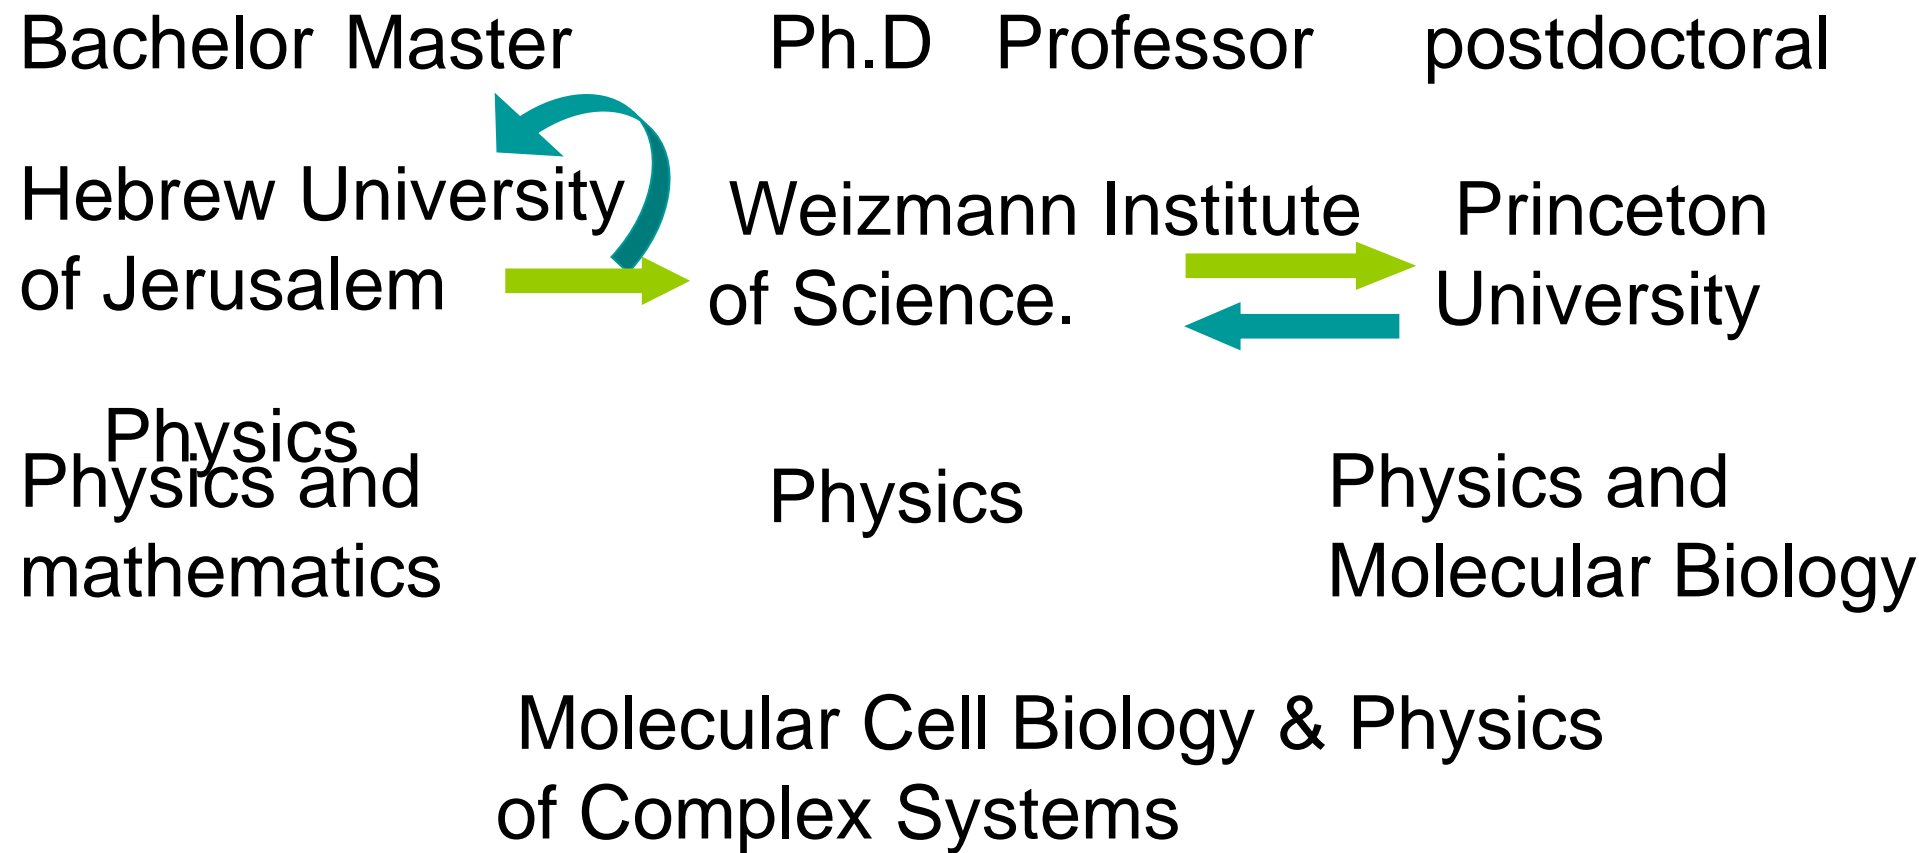 Bachelor Master Ph.D Professor postdoctoral
Hebrew University
of Jerusalem
Weizmann Institute
of Science.
Princeton
University
Physics
Physics and
mathematics
Physics
Physics and
Molecular Biology
Molecular Cell Biology & Physics
of Complex Systems